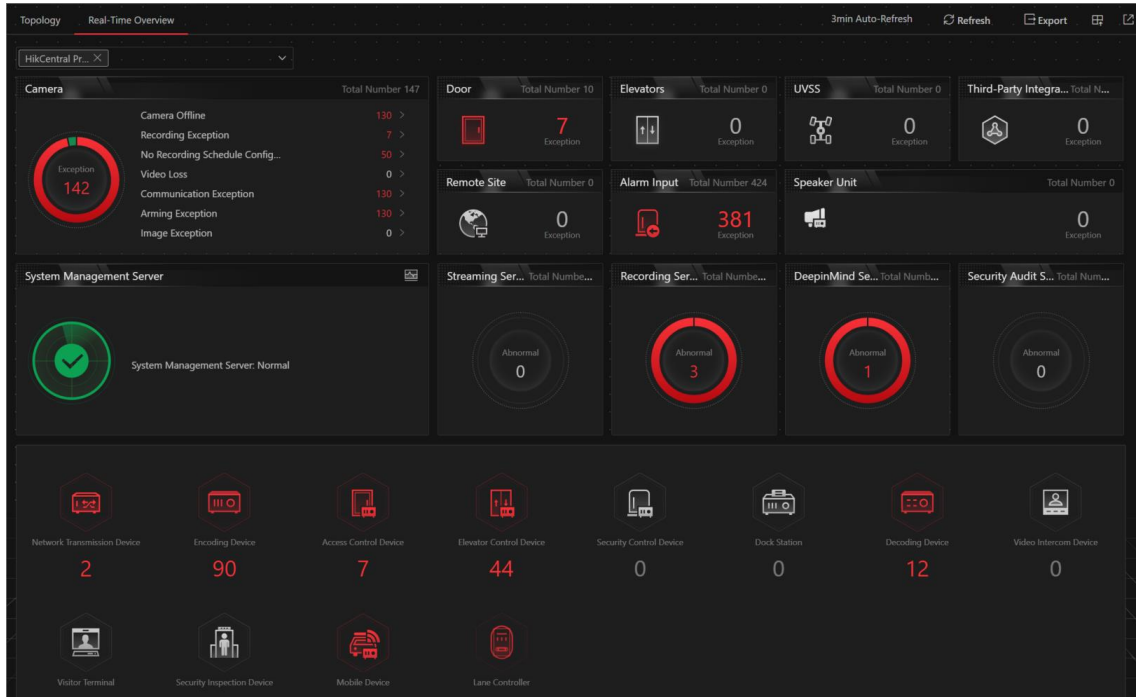 Topology Real-Time Overview 3min Auto-Refresh Refresh Export
HikCentral Pr...
Camera Total Number 147
Exception
142
Camera Offline 130
Recording Exception 7
No Recording Schedule Config... 50
Video Loss 0
Communication Exception 130
Arming Exception 130
Image Exception 0
Door Total Number 10
7
Exception
Elevators Total Number 0
0
Exception
UVSS Total Number 0
0
Exception
Third-Party Integra... Total N...
0
Exception
Remote Site Total Number 0
0
Exception
Alarm Input Total Number 424
381
Exception
Speaker Unit Total Number 0
0
Exception
System Management Server
System Management Server: Normal
Streaming Ser... Total Numbe...
Abnormal
0
Recording Ser... Total Numbe...
Abnormal
3
DeepinMind Se... Total Numb...
Abnormal
1
Security Audit S... Total Num...
Abnormal
0
Network Transmission Device
2
Encoding Device
90
Access Control Device
7
Elevator Control Device
44
Security Control Device
0
Dock Station
0
Decoding Device
12
Video Intercom Device
0
Visitor Terminal
Security Inspection Device
Mobile Device
Lane Controller